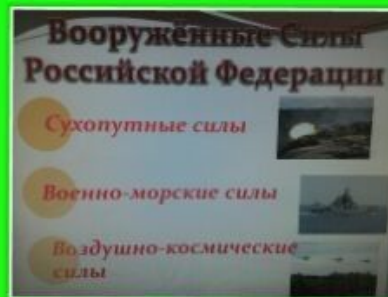 Вооружённые Силы
Российской Федерации
Сухопутные силы
Военно-морские силы
Воздушно-космические
силы